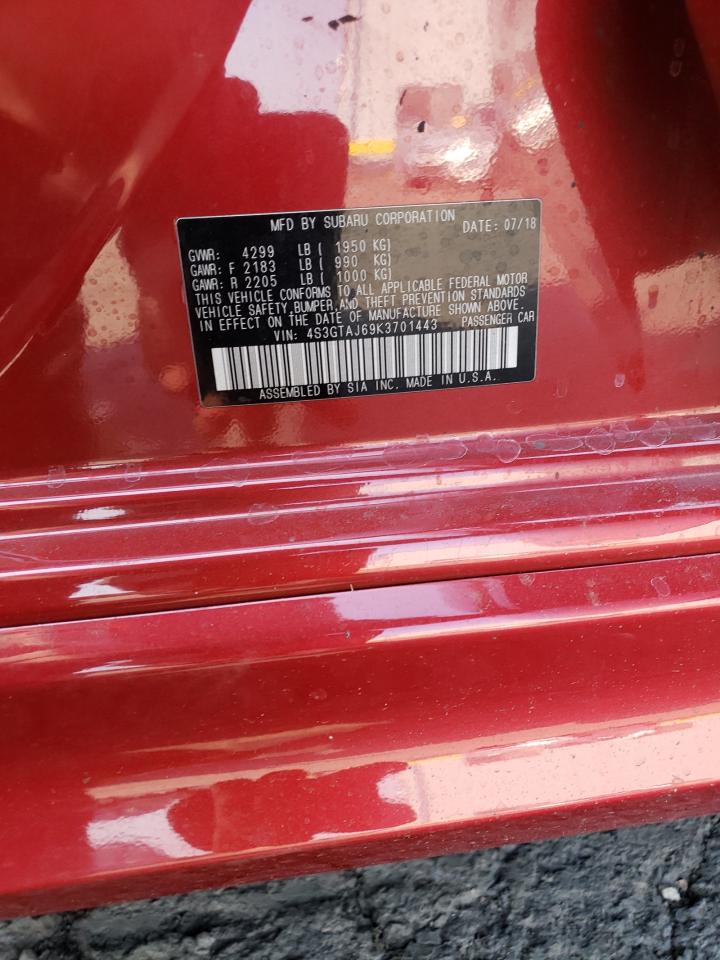 MFD BY SUBARU CORPORATION DATE: 07/18
GVWR: 4299 LB ( 1950 KG)
GAWR: F 2183 LB ( 990 KG)
GAWR: R 2205 LB ( 1000 KG)
THIS VEHICLE CONFORMS TO ALL APPLICABLE FEDERAL MOTOR
VEHICLE SAFETY,BUMPER,AND THEFT PREVENTION STANDARDS
IN EFFECT ON THE DATE OF MANUFACTURE SHOWN ABOVE.
VIN: 4S3GTAJ69K3701443 PASSENGER CAR
ASSEMBLED BY SIA INC. MADE IN U.S.A.